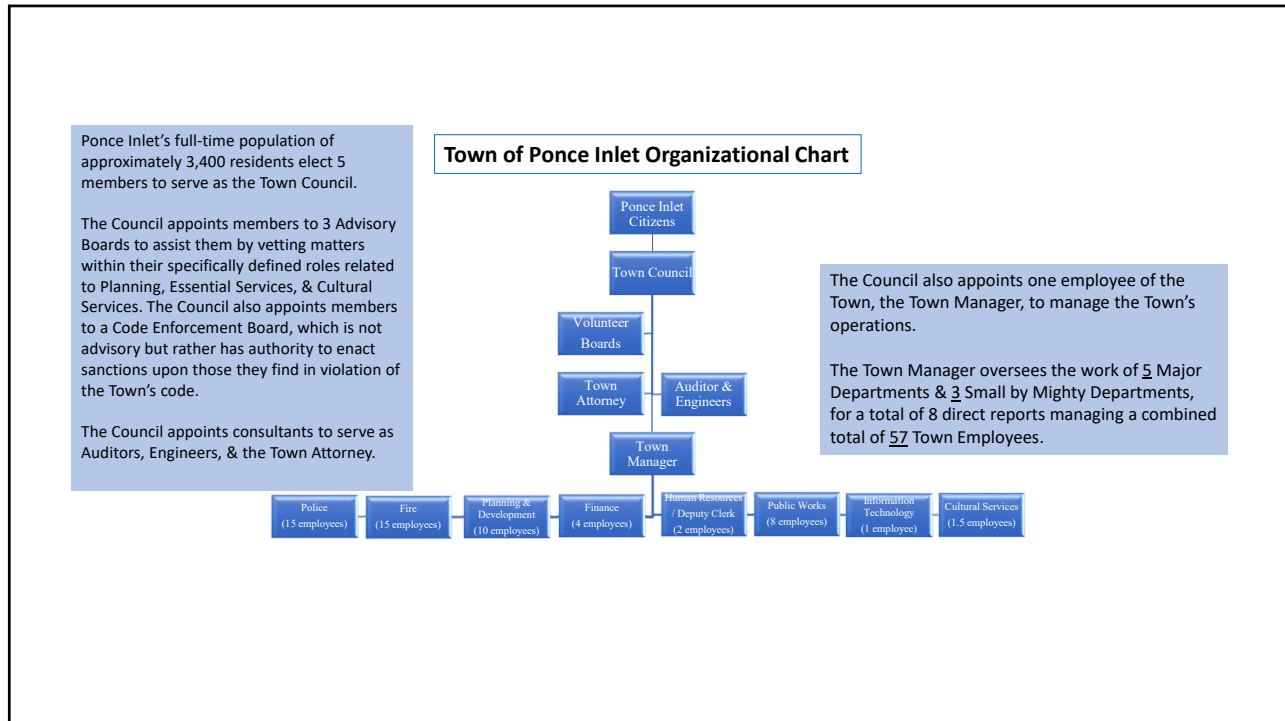 Ponce Inlet’s full-time population of
approximately 3,400 residents elect 5
members to serve as the Town Council.
The Council appoints members to 3 Advisory
Boards to assist them by vetting matters
within their specifically defined roles related
to Planning, Essential Services, & Cultural
Services. The Council also appoints members
to a Code Enforcement Board, which is not
advisory but rather has authority to enact
sanctions upon those they find in violation of
the Town’s code.
The Council appoints consultants to serve as
Auditors, Engineers, & the Town Attorney.
Town of Ponce Inlet Organizational Chart
Ponce Inlet
Citizens
Town Council
Volunteer
Boards
Town
Attorney
Auditor &
Engineers
Town
Manager
The Council also appoints one employee of the
Town, the Town Manager, to manage the Town’s
operations.
The Town Manager oversees the work of 5 Major
Departments & 3 Small by Mighty Departments,
for a total of 8 direct reports managing a combined
total of 57 Town Employees.
Police
(15 employees)
Fire
(15 employees)
Planning &
Development
(10 employees)
Finance
(4 employees)
Human Resources
/ Deputy Clerk
(2 employees)
Public Works
(8 employees)
Information
Technology
(1 employee)
Cultural Services
(1.5 employees)